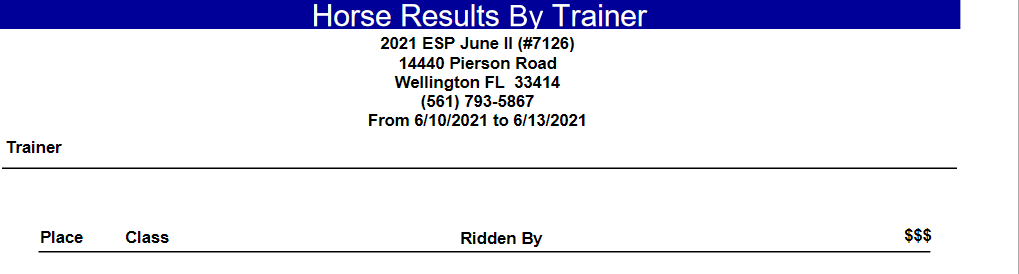 Horse Results By Trainer
2021 ESP June II (#7126)
14440 Pierson Road
Wellington FL  33414
(561) 793-5867
From 6/10/2021 to 6/13/2021
Trainer
Place Class Ridden By $$$